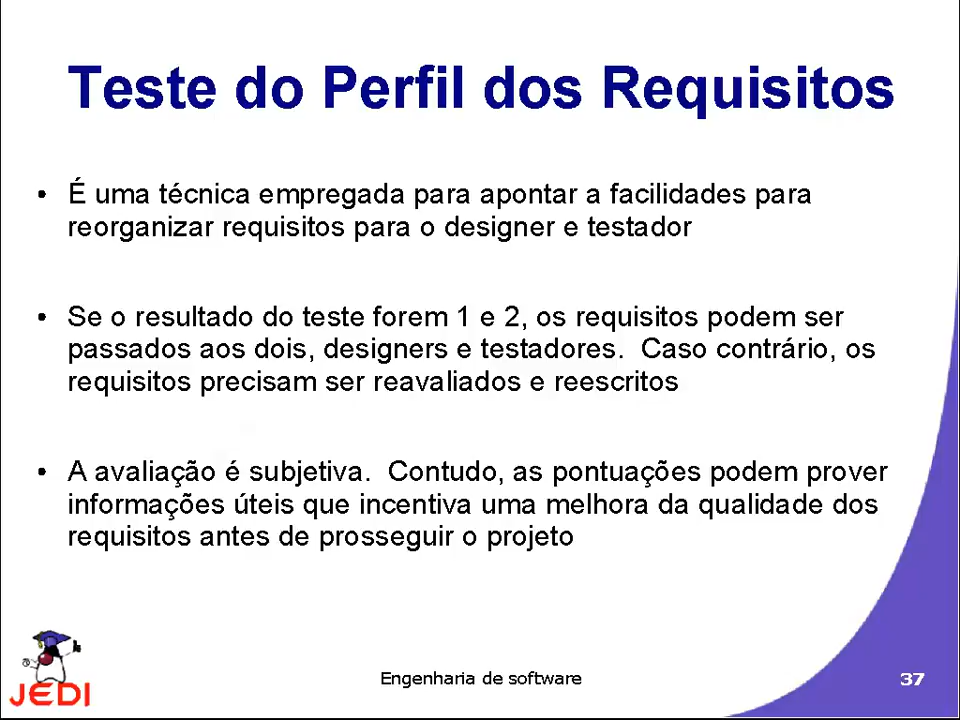 Teste do Perfil dos Requisitos
• É uma técnica empregada para apontar a facilidades para
reorganizar requisitos para o designer e testador
• Se o resultado do teste forem 1 e 2, os requisitos podem ser
passados aos dois, designers e testadores.  Caso contrário, os
requisitos precisam ser reavaliados e reescritos
• A avaliação é subjetiva.  Contudo, as pontuações podem prover
informações úteis que incentiva uma melhora da qualidade dos
requisitos antes de prosseguir o projeto
JEDI
Engenharia de software
37